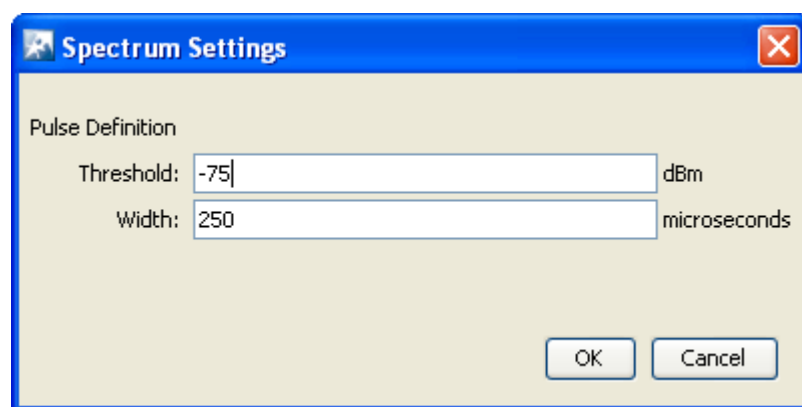 Spectrum Settings
Pulse Definition
Threshold: -75 dBm
Width: 250 microseconds
OK Cancel